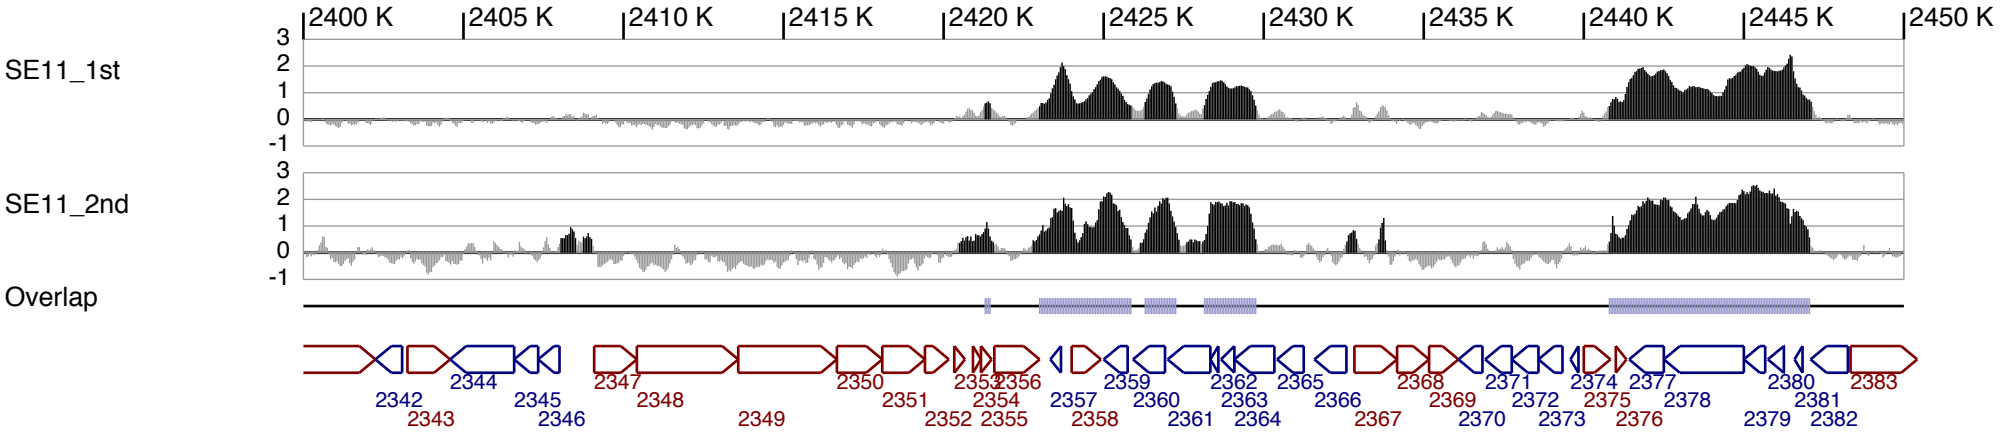 2400 K 2405 K 2410 K 2415 K 2420 K 2425 K 2430 K 2435 K 2440 K 2445 K 2450 K
3
2
SE11_1st
1
0
-1
3
2
SE11_2nd
1
0
-1
Overlap
2344 2347 2350 2353 2356 2359 2362 2365 2368 2371 2374 2377 2380 2383
2342 2345 2348 2351 2354 2357 2360 2363 2366 2369 2372 2375 2378 2381
2343 2346 2349 2352 2355 2358 2361 2364 2367 2370 2373 2376 2379 2382